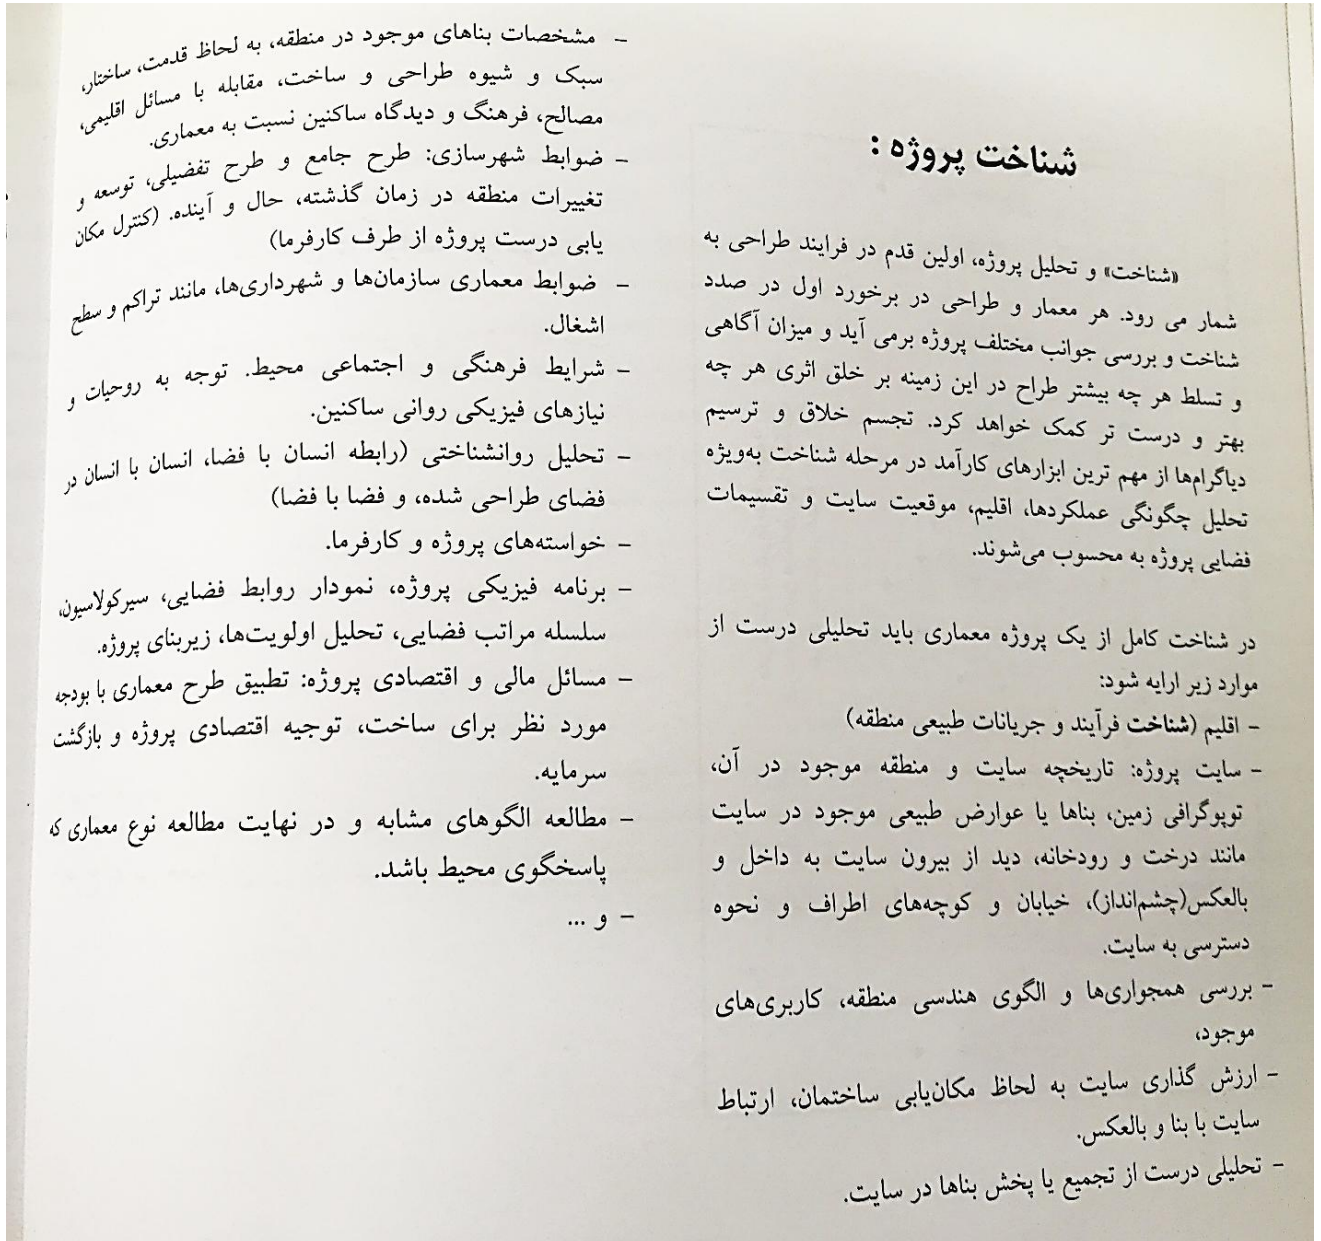 شناخت پروژه :
«شناخت» و تحلیل پروژه، اولین قدم در فرایند طراحی به
شمار می رود. هر معمار و طراحی در برخورد اول در صدد
شناخت و بررسی جوانب مختلف پروژه برمی آید و میزان آگاهی
و تسلط هر چه بیشتر طراح در این زمینه بر خلق اثری هر چه
بهتر و درست تر کمک خواهد کرد. تجسم خلاق و ترسیم
دیاگرام‌ها از مهم ترین ابزارهای کارآمد در مرحله شناخت به‌ویژه
تحلیل چگونگی عملکردها، اقلیم، موقعیت سایت و تقسیمات
فضایی پروژه به محسوب می‌شوند.
در شناخت کامل از یک پروژه معماری باید تحلیلی درست از
موارد زیر ارایه شود:
- اقلیم (شناخت فرآیند و جریانات طبیعی منطقه)
- سایت پروژه: تاریخچه سایت و منطقه موجود در آن،
توپوگرافی زمین، بناها یا عوارض طبیعی موجود در سایت
مانند درخت و رودخانه، دید از بیرون سایت به داخل و
بالعکس(چشم‌انداز)، خیابان و کوچه‌های اطراف و نحوه
دسترسی به سایت.
- بررسی همجواری‌ها و الگوی هندسی منطقه، کاربری‌های
موجود،
- ارزش گذاری سایت به لحاظ مکان‌یابی ساختمان، ارتباط
سایت با بنا و بالعکس.
- تحلیلی درست از تجمیع یا پخش بناها در سایت.
- مشخصات بناهای موجود در منطقه، به لحاظ قدمت، ساختار،
سبک و شیوه طراحی و ساخت، مقابله با مسائل اقلیمی،
مصالح، فرهنگ و دیدگاه ساکنین نسبت به معماری.
- ضوابط شهرسازی: طرح جامع و طرح تفضیلی، توسعه و
تغییرات منطقه در زمان گذشته، حال و آینده. (کنترل مکان
یابی درست پروژه از طرف کارفرما)
- ضوابط معماری سازمان‌ها و شهرداری‌ها، مانند تراکم و سطح
اشغال.
- شرایط فرهنگی و اجتماعی محیط. توجه به روحیات و
نیازهای فیزیکی روانی ساکنین.
- تحلیل روانشناختی (رابطه انسان با فضا، انسان با انسان در
فضای طراحی شده، و فضا با فضا)
- خواسته‌های پروژه و کارفرما.
- برنامه فیزیکی پروژه، نمودار روابط فضایی، سیرکولاسیون،
سلسله مراتب فضایی، تحلیل اولویت‌ها، زیربنای پروژه.
- مسائل مالی و اقتصادی پروژه: تطبیق طرح معماری با بودجه
مورد نظر برای ساخت، توجیه اقتصادی پروژه و بازگشت
سرمایه.
- مطالعه الگوهای مشابه و در نهایت مطالعه نوع معماری که
پاسخگوی محیط باشد.
- و ...